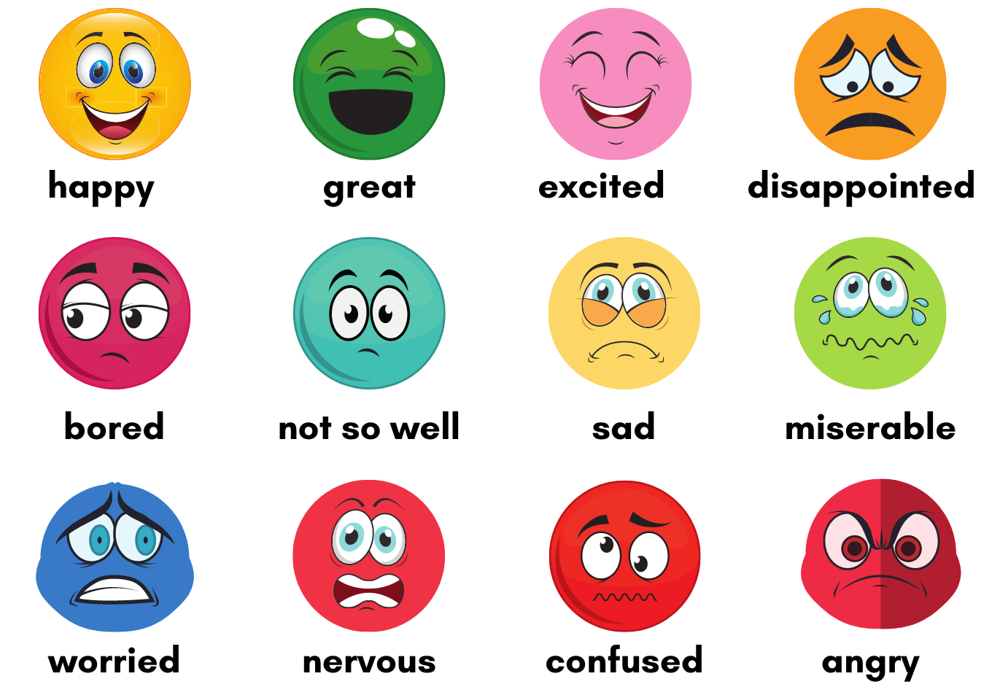 happy great excited disappointed
bored not so well sad miserable
worried nervous confused angry